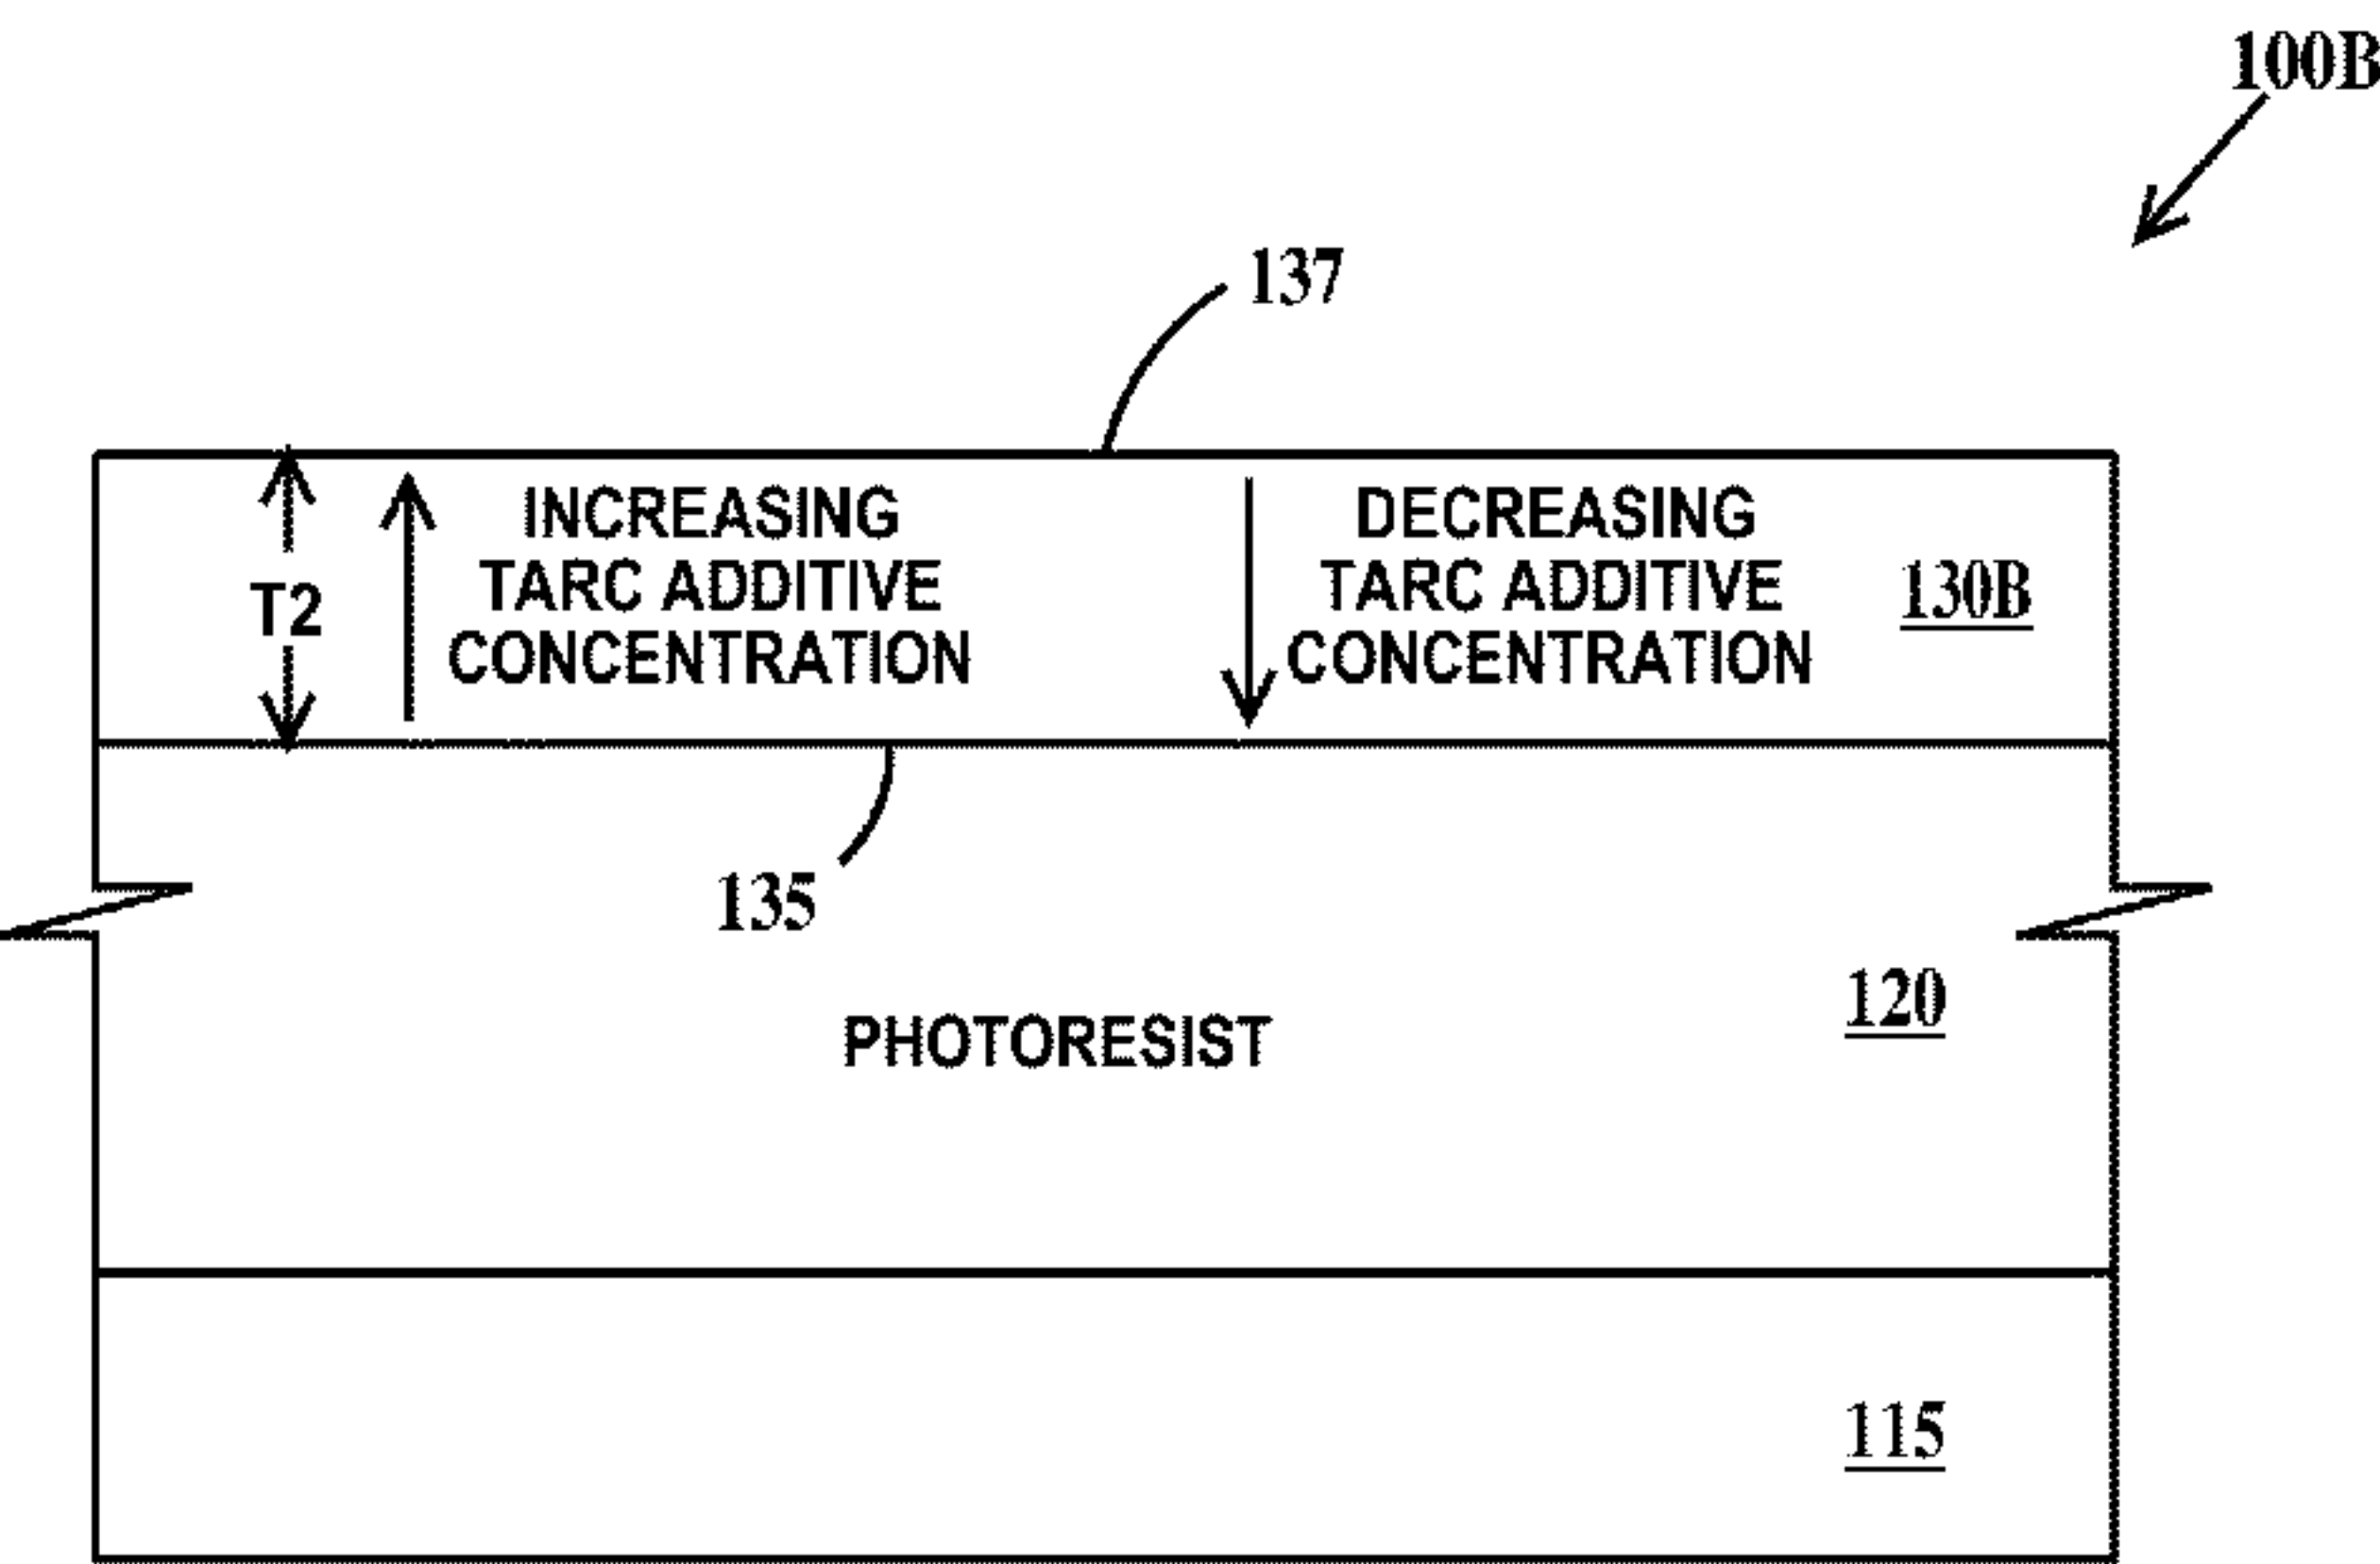 100B
137
INCREASING
TARC ADDITIVE
CONCENTRATION
DECREASING
TARC ADDITIVE
CONCENTRATION
130B
T2
135
120
PHOTORESIST
115